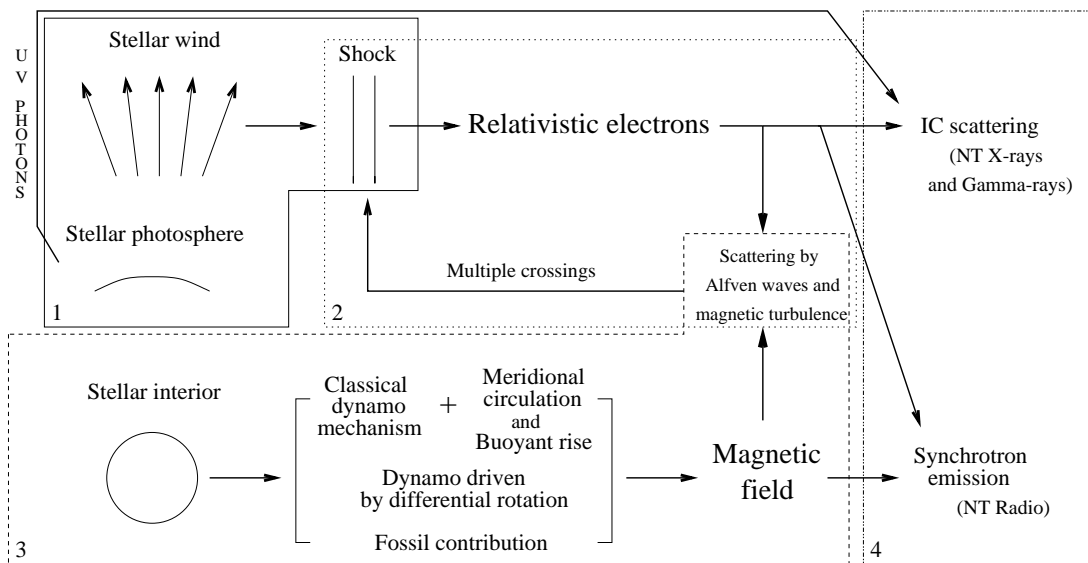 UV PHOTONS
Stellar wind
Shock
Relativistic electrons
IC scattering
(NT X-rays
and Gamma-rays)
Stellar photosphere
1
Multiple crossings
2
Scattering by
Alfven waves and
magnetic turbulence
Stellar interior
Classical
dynamo
mechanism
+
Meridional
circulation
and
Buoyant rise
Dynamo driven
by differential rotation
Fossil contribution
Magnetic
field
3
Synchrotron
emission
(NT Radio)
4